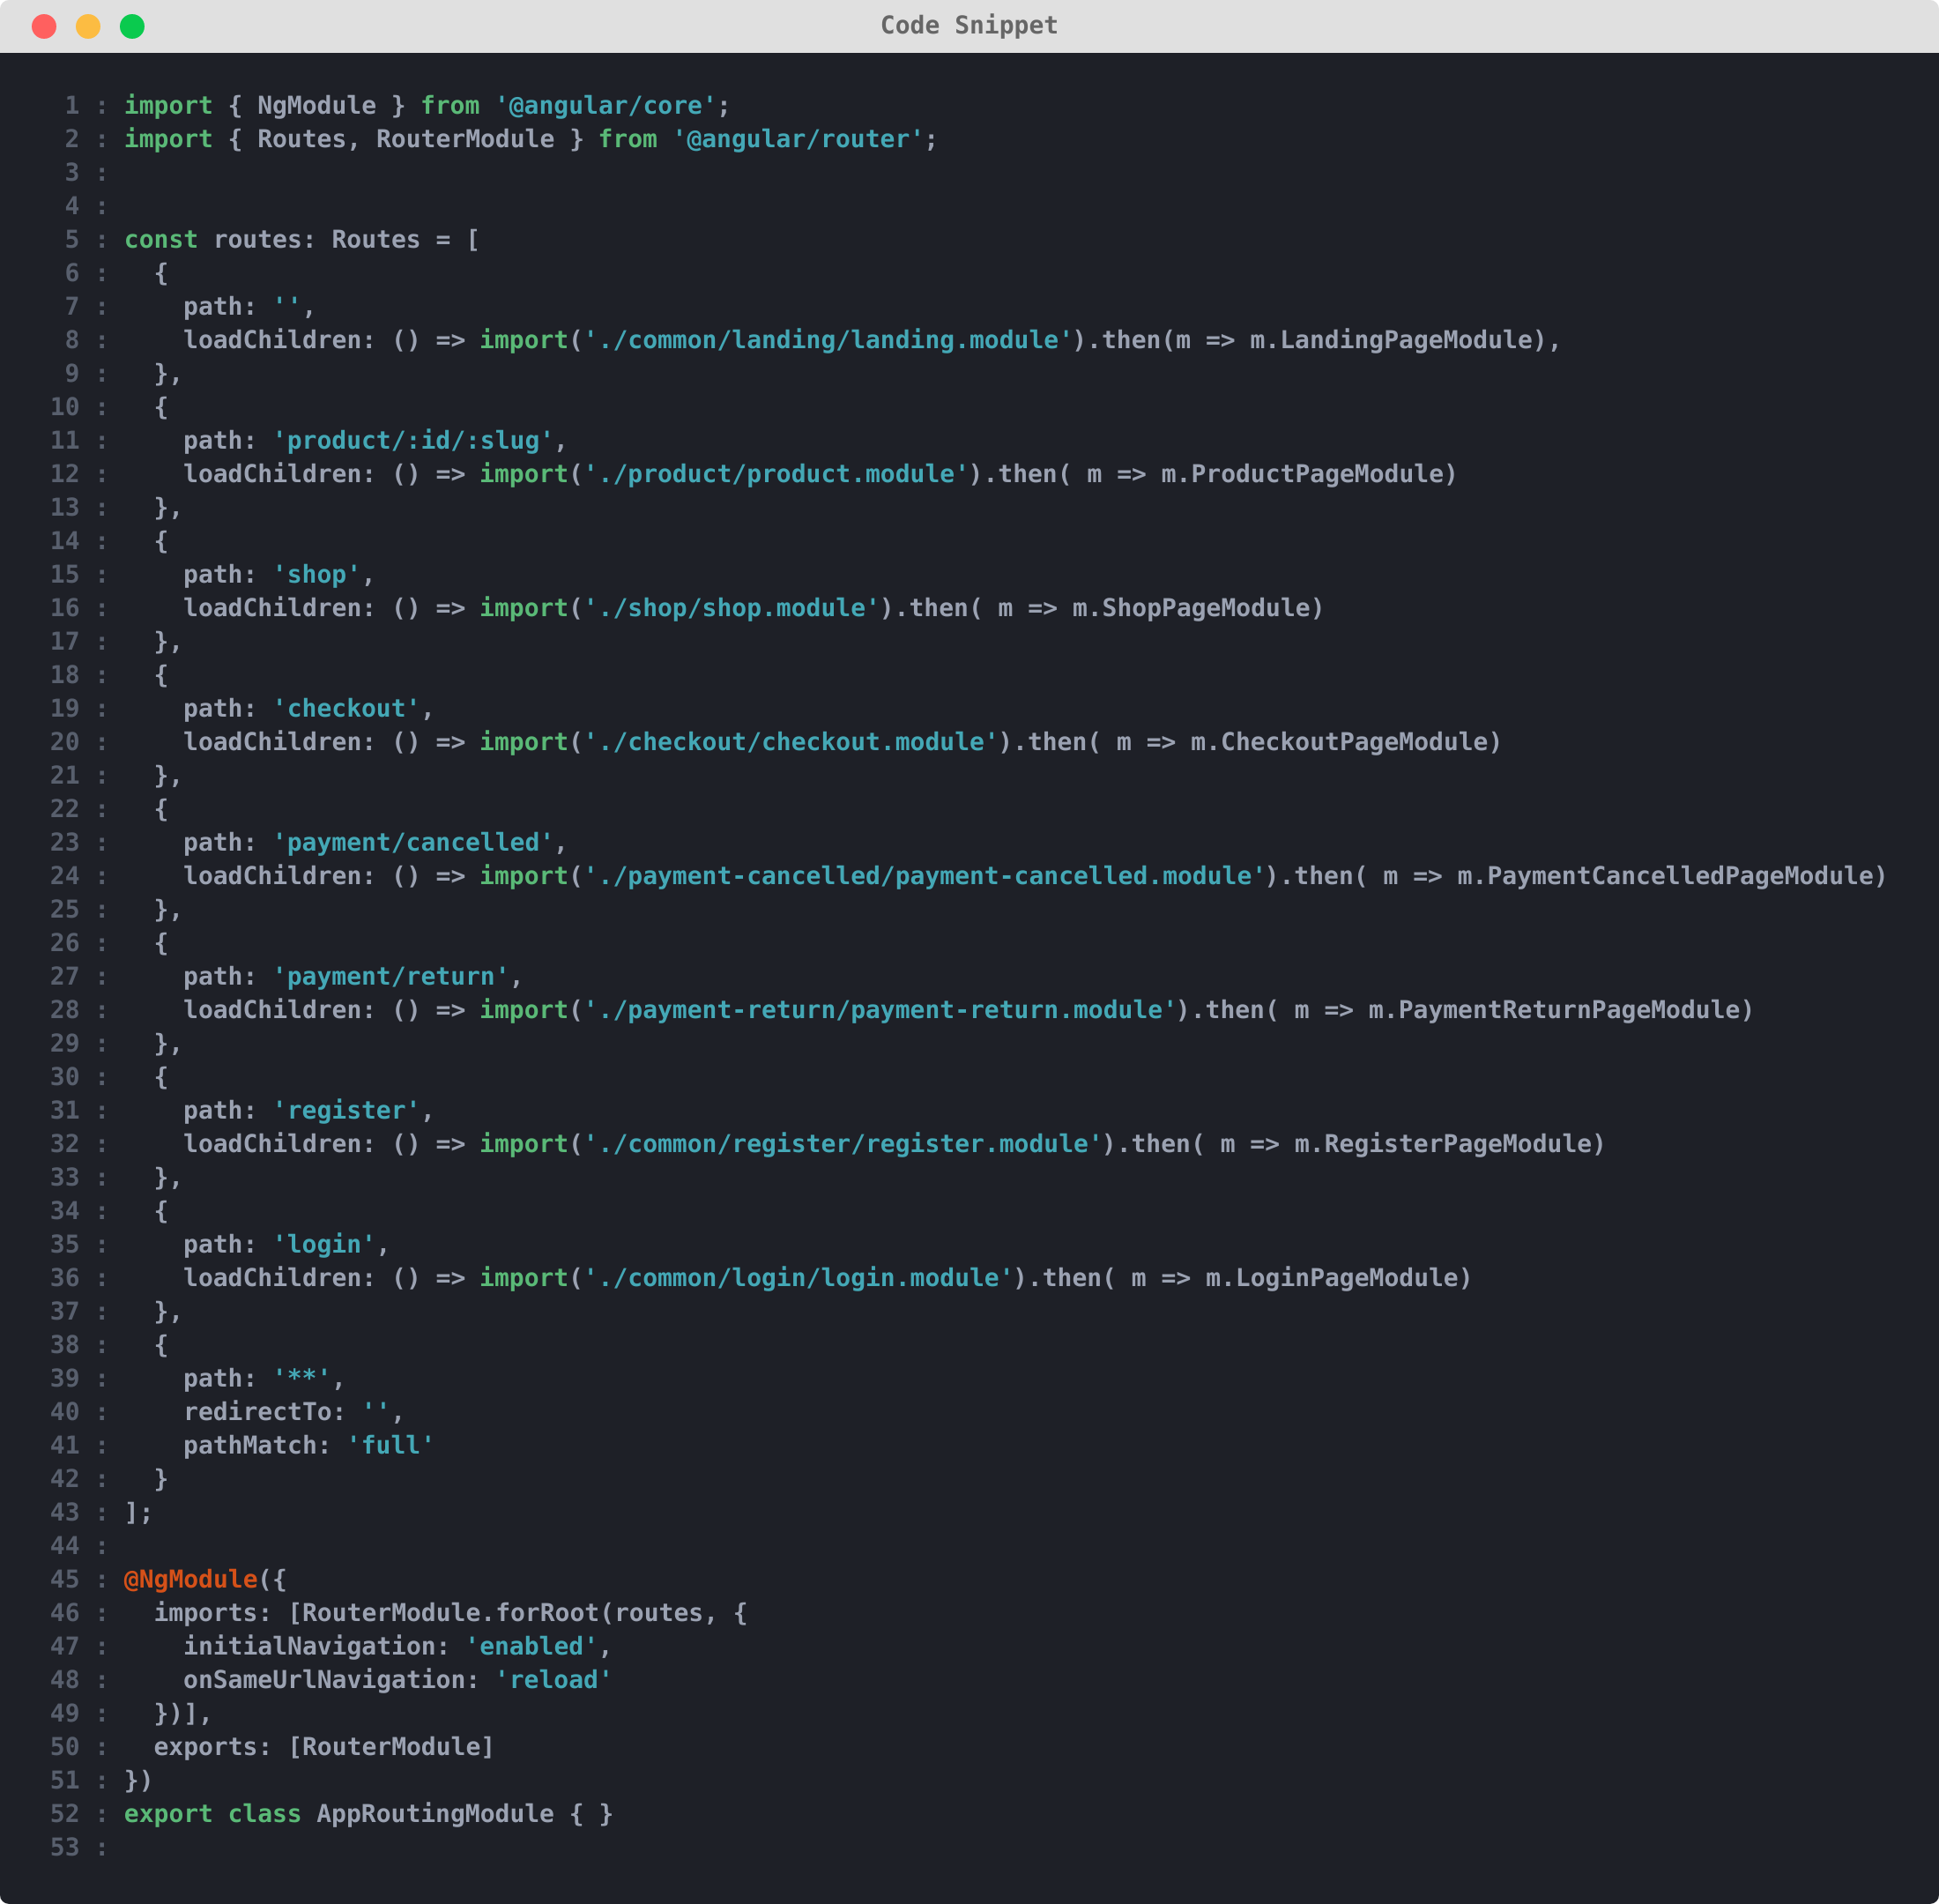 Code Snippet
1 : import { NgModule } from '@angular/core';
2 : import { Routes, RouterModule } from '@angular/router';
3 :
4 :
5 : const routes: Routes = [
6 :   {
7 :     path: '',
8 :     loadChildren: () => import('./common/landing/landing.module').then(m => m.LandingPageModule),
9 :   },
10 :   {
11 :     path: 'product/:id/:slug',
12 :     loadChildren: () => import('./product/product.module').then( m => m.ProductPageModule)
13 :   },
14 :   {
15 :     path: 'shop',
16 :     loadChildren: () => import('./shop/shop.module').then( m => m.ShopPageModule)
17 :   },
18 :   {
19 :     path: 'checkout',
20 :     loadChildren: () => import('./checkout/checkout.module').then( m => m.CheckoutPageModule)
21 :   },
22 :   {
23 :     path: 'payment/cancelled',
24 :     loadChildren: () => import('./payment-cancelled/payment-cancelled.module').then( m => m.PaymentCancelledPageModule)
25 :   },
26 :   {
27 :     path: 'payment/return',
28 :     loadChildren: () => import('./payment-return/payment-return.module').then( m => m.PaymentReturnPageModule)
29 :   },
30 :   {
31 :     path: 'register',
32 :     loadChildren: () => import('./common/register/register.module').then( m => m.RegisterPageModule)
33 :   },
34 :   {
35 :     path: 'login',
36 :     loadChildren: () => import('./common/login/login.module').then( m => m.LoginPageModule)
37 :   },
38 :   {
39 :     path: '**',
40 :     redirectTo: '',
41 :     pathMatch: 'full'
42 :   }
43 : ];
44 :
45 : @NgModule({
46 :   imports: [RouterModule.forRoot(routes, {
47 :     initialNavigation: 'enabled',
48 :     onSameUrlNavigation: 'reload'
49 :   })],
50 :   exports: [RouterModule]
51 : })
52 : export class AppRoutingModule { }
53 :